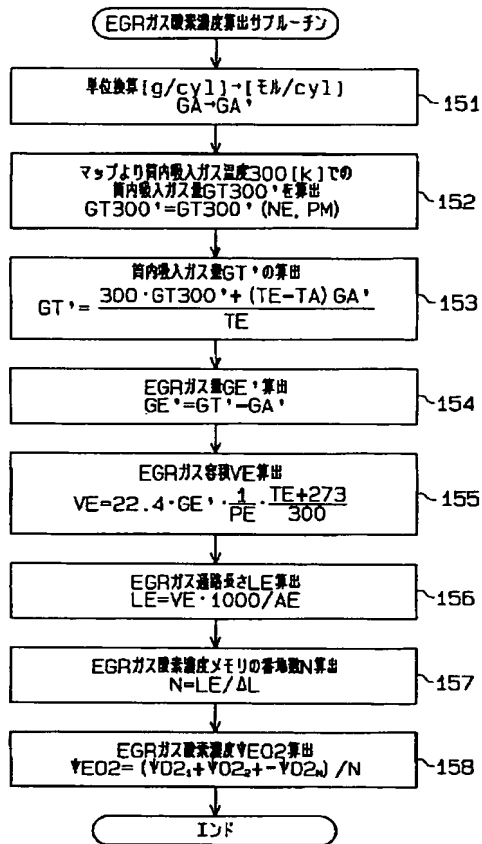 EGRガス酸素濃度算出サブルーチン
単位換算[g/cyl]→[モル/cyl]
GA→GA'
151
マップより筒内吸入ガス温度300[k]での
筒内吸入ガス量GT300'を算出
GT300'=GT300'(NE, PM)
152
筒内吸入ガス量GT'の算出
GT'= 300·GT300'+(TE-TA)GA' / TE
153
EGRガス量GE'算出
GE'=GT'-GA'
154
EGRガス容積VE算出
VE=22.4·GE'· 1/PE · TE+273/300
155
EGRガス通路長さLE算出
LE=VE·1000/AE
156
EGRガス酸素濃度メモリの番地数N算出
N=LE/ΔL
157
EGRガス酸素濃度ΨEO2算出
ΨEO2=(ΨO2₁+ΨO2₂+-ΨO2N)/N
158
エンド